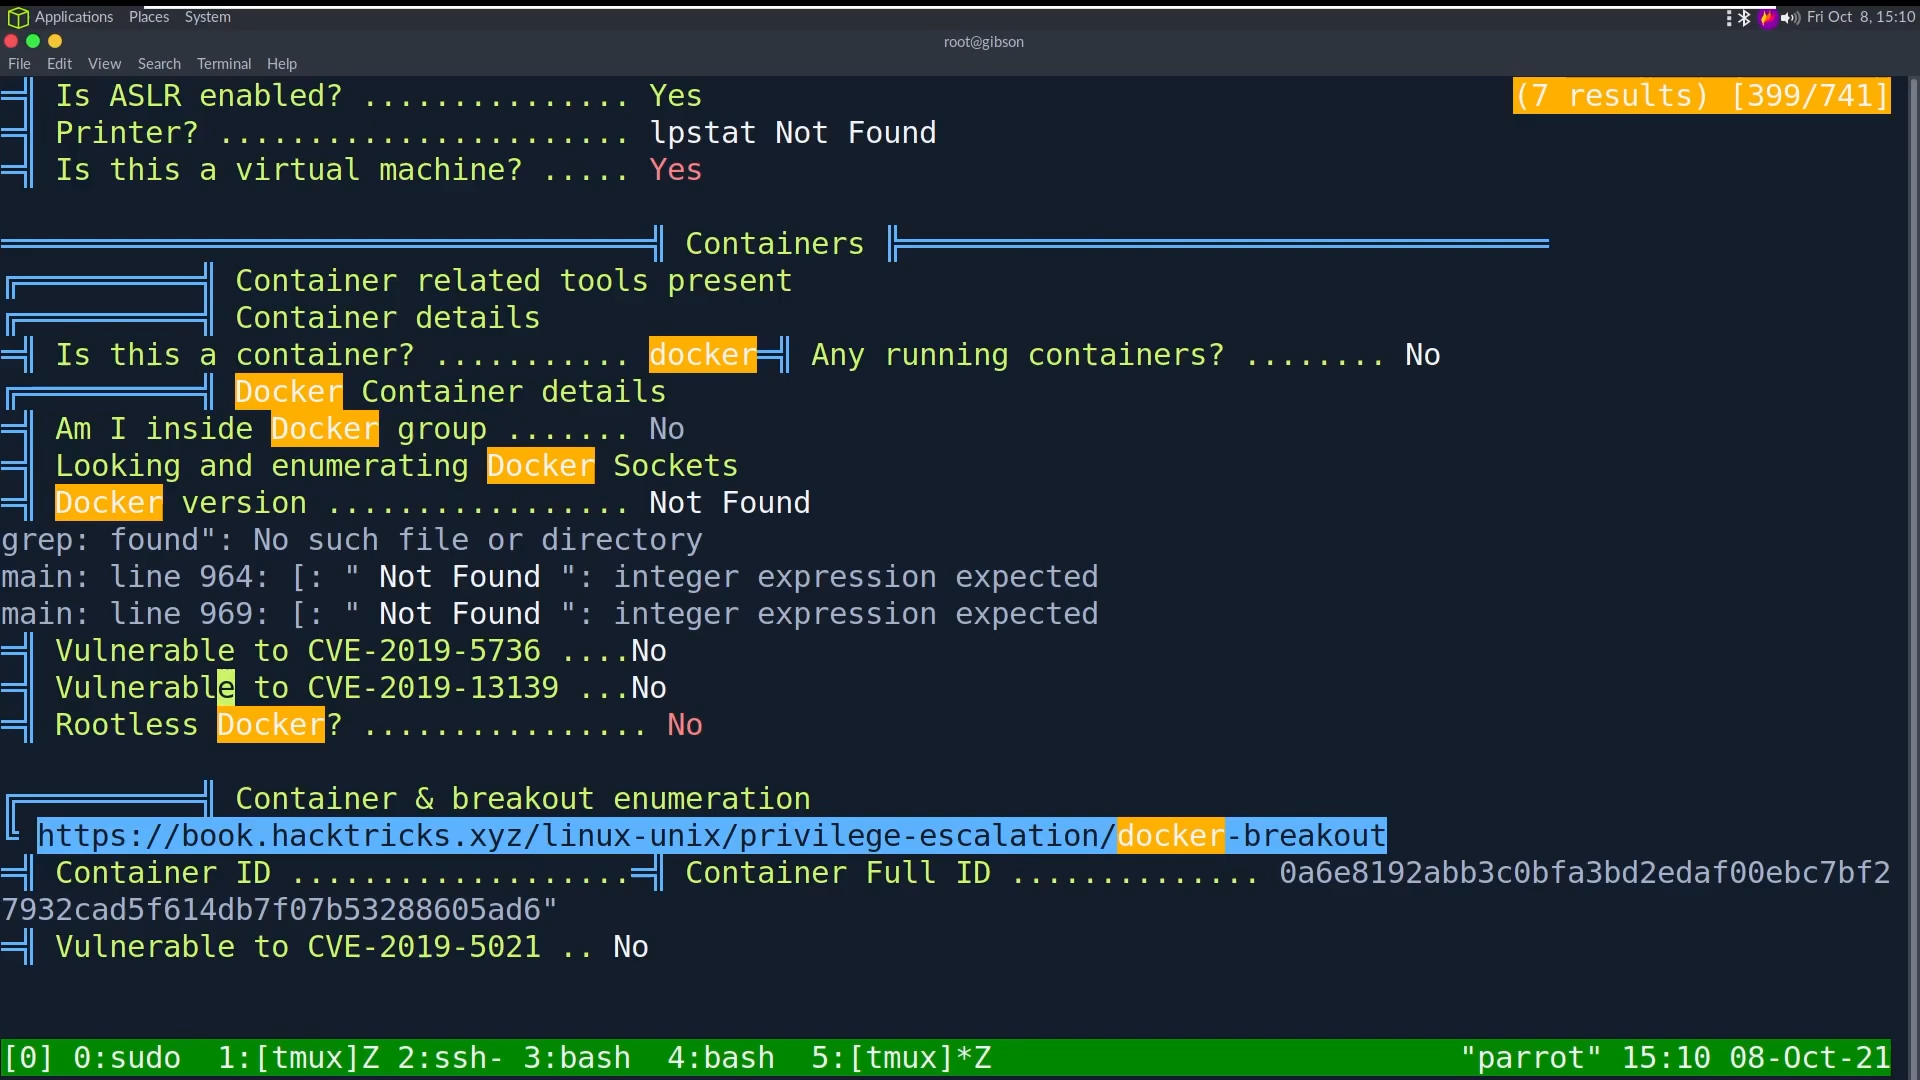 Applications Places System
Fri Oct 8, 15:10
root@gibson
File Edit View Search Terminal Help
Is ASLR enabled? ............... Yes (7 results) [399/741]
Printer? ....................... lpstat Not Found
Is this a virtual machine? ..... Yes
Containers
Container related tools present
Container details
Is this a container? ........... docker Any running containers? ........ No
Docker Container details
Am I inside Docker group ....... No
Looking and enumerating Docker Sockets
Docker version ................. Not Found
grep: found": No such file or directory
main: line 964: [: " Not Found ": integer expression expected
main: line 969: [: " Not Found ": integer expression expected
Vulnerable to CVE-2019-5736 ....No
Vulnerable to CVE-2019-13139 ...No
Rootless Docker? ................ No
Container & breakout enumeration
https://book.hacktricks.xyz/linux-unix/privilege-escalation/docker-breakout
Container ID ................... Container Full ID .............. 0a6e8192abb3c0bfa3bd2edaf00ebc7bf2
7932cad5f614db7f07b53288605ad6"
Vulnerable to CVE-2019-5021 .. No
[0] 0:sudo 1:[tmux]Z 2:ssh- 3:bash 4:bash 5:[tmux]*Z "parrot" 15:10 08-Oct-21